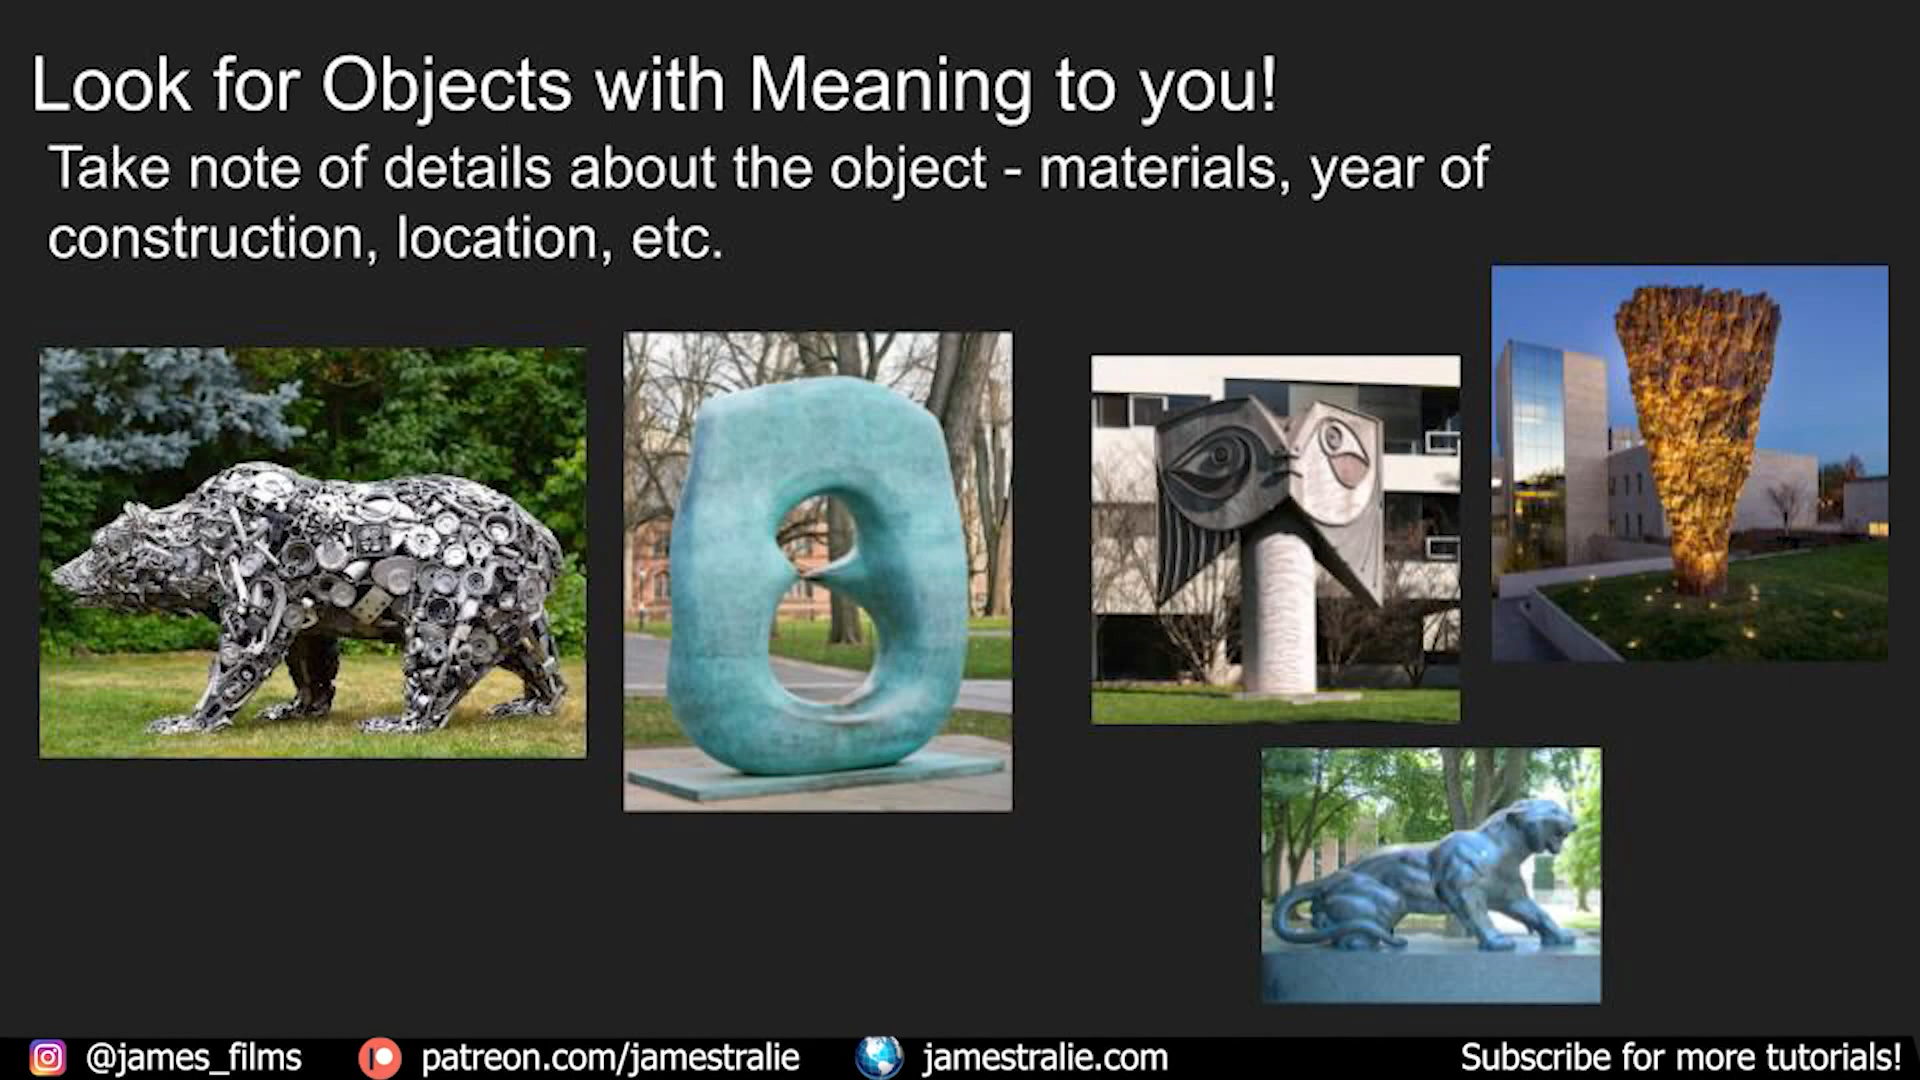 Look for Objects with Meaning to you!
Take note of details about the object - materials, year of
construction, location, etc.
@james_films
patreon.com/jamestralie
jamestralie.com
Subscribe for more tutorials!